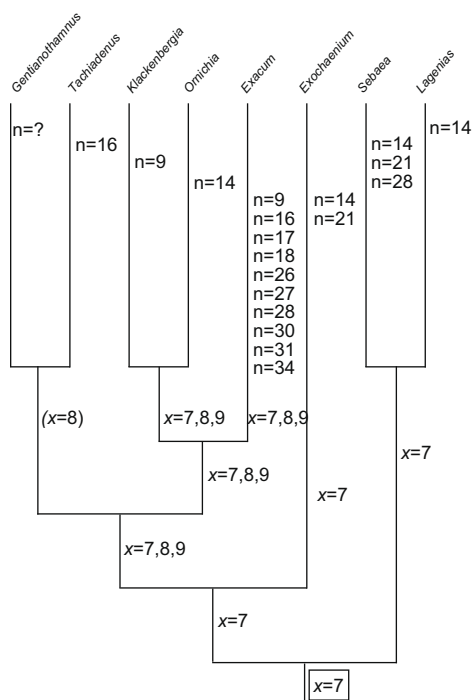 Gentianothamnus
Tachiadenus
Klackenbergia
Ornichia
Exacum
Exochaenium
Sebaea
Lagenias
n=?
n=16
n=9
n=14
n=9
n=16
n=17
n=18
n=26
n=27
n=28
n=30
n=31
n=34
n=14
n=21
n=14
n=21
n=28
n=14
(x=8)
x=7,8,9
x=7,8,9
x=7,8,9
x=7
x=7
x=7,8,9
x=7
x=7